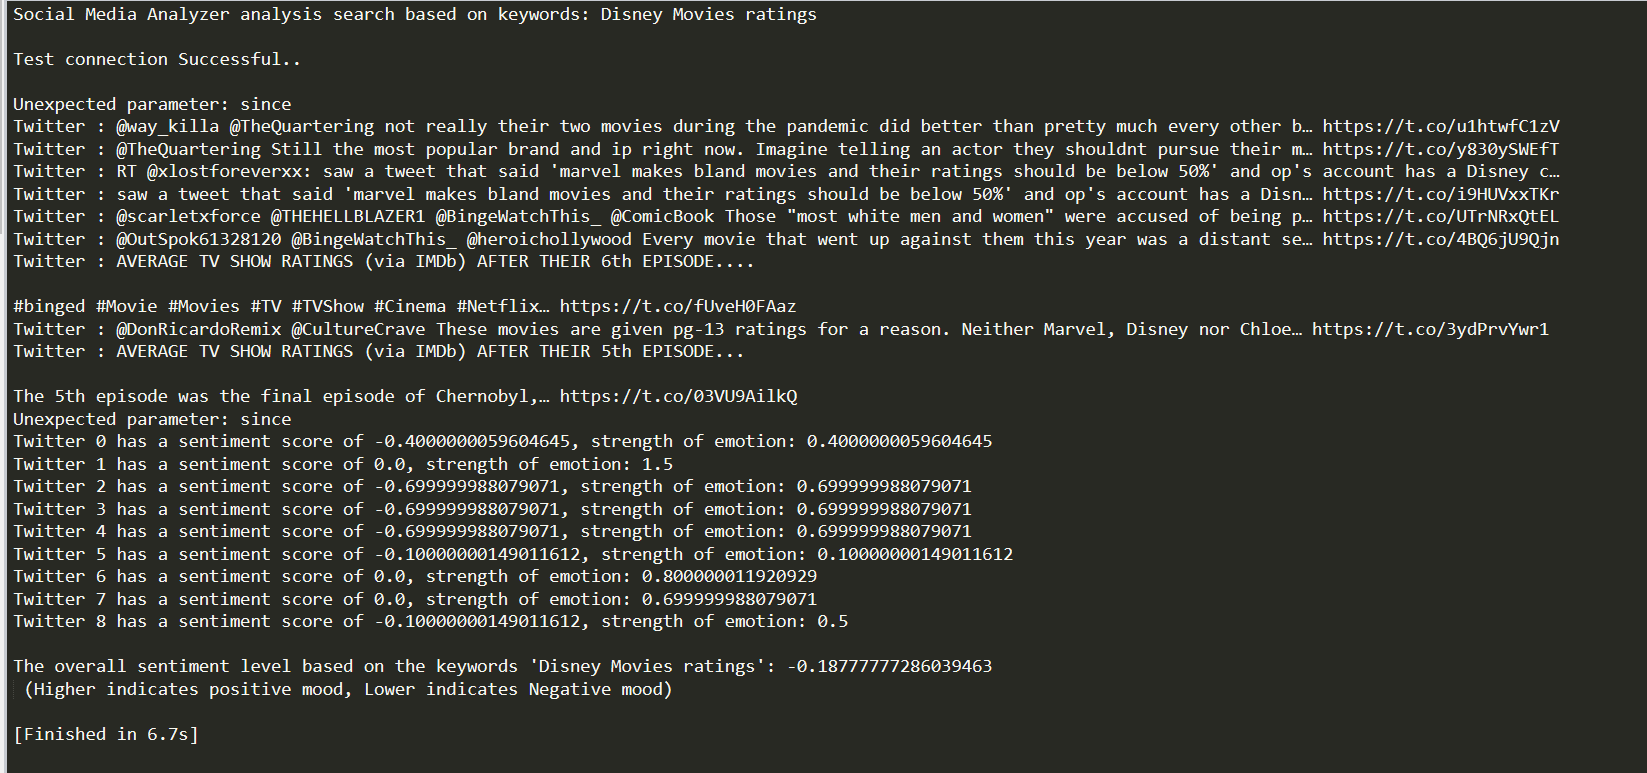 Social Media Analyzer analysis search based on keywords: Disney Movies ratings
Test connection Successful..
Unexpected parameter: since
Twitter : @way_killa @TheQuartering not really their two movies during the pandemic did better than pretty much every other b… https://t.co/u1htwfC1zV
Twitter : @TheQuartering Still the most popular brand and ip right now. Imagine telling an actor they shouldnt pursue their m… https://t.co/y830ySWEfT
Twitter : RT @xlostforeverxx: saw a tweet that said 'marvel makes bland movies and their ratings should be below 50%' and op's account has a Disney c…
Twitter : saw a tweet that said 'marvel makes bland movies and their ratings should be below 50%' and op's account has a Disn… https://t.co/i9HUVxxTKr
Twitter : @scarletxforce @THEHELLBLAZER1 @BingeWatchThis_ @ComicBook Those "most white men and women" were accused of being p… https://t.co/UTrNRxQtEL
Twitter : @OutSpok61328120 @BingeWatchThis_ @heroichollywood Every movie that went up against them this year was a distant se… https://t.co/4BQ6jU9Qjn
Twitter : AVERAGE TV SHOW RATINGS (via IMDb) AFTER THEIR 6th EPISODE....
#binged #Movie #Movies #TV #TVShow #Cinema #Netflix… https://t.co/fUveH0FAaz
Twitter : @DonRicardoRemix @CultureCrave These movies are given pg-13 ratings for a reason. Neither Marvel, Disney nor Chloe… https://t.co/3ydPrvYwr1
Twitter : AVERAGE TV SHOW RATINGS (via IMDb) AFTER THEIR 5th EPISODE...
The 5th episode was the final episode of Chernobyl,… https://t.co/03VU9AilkQ
Unexpected parameter: since
Twitter 0 has a sentiment score of -0.4000000059604645, strength of emotion: 0.4000000059604645
Twitter 1 has a sentiment score of 0.0, strength of emotion: 1.5
Twitter 2 has a sentiment score of -0.699999988079071, strength of emotion: 0.699999988079071
Twitter 3 has a sentiment score of -0.699999988079071, strength of emotion: 0.699999988079071
Twitter 4 has a sentiment score of -0.699999988079071, strength of emotion: 0.699999988079071
Twitter 5 has a sentiment score of -0.10000000149011612, strength of emotion: 0.10000000149011612
Twitter 6 has a sentiment score of 0.0, strength of emotion: 0.800000011920929
Twitter 7 has a sentiment score of 0.0, strength of emotion: 0.699999988079071
Twitter 8 has a sentiment score of -0.10000000149011612, strength of emotion: 0.5
The overall sentiment level based on the keywords 'Disney Movies ratings': -0.18777777286039463
(Higher indicates positive mood, Lower indicates Negative mood)
[Finished in 6.7s]